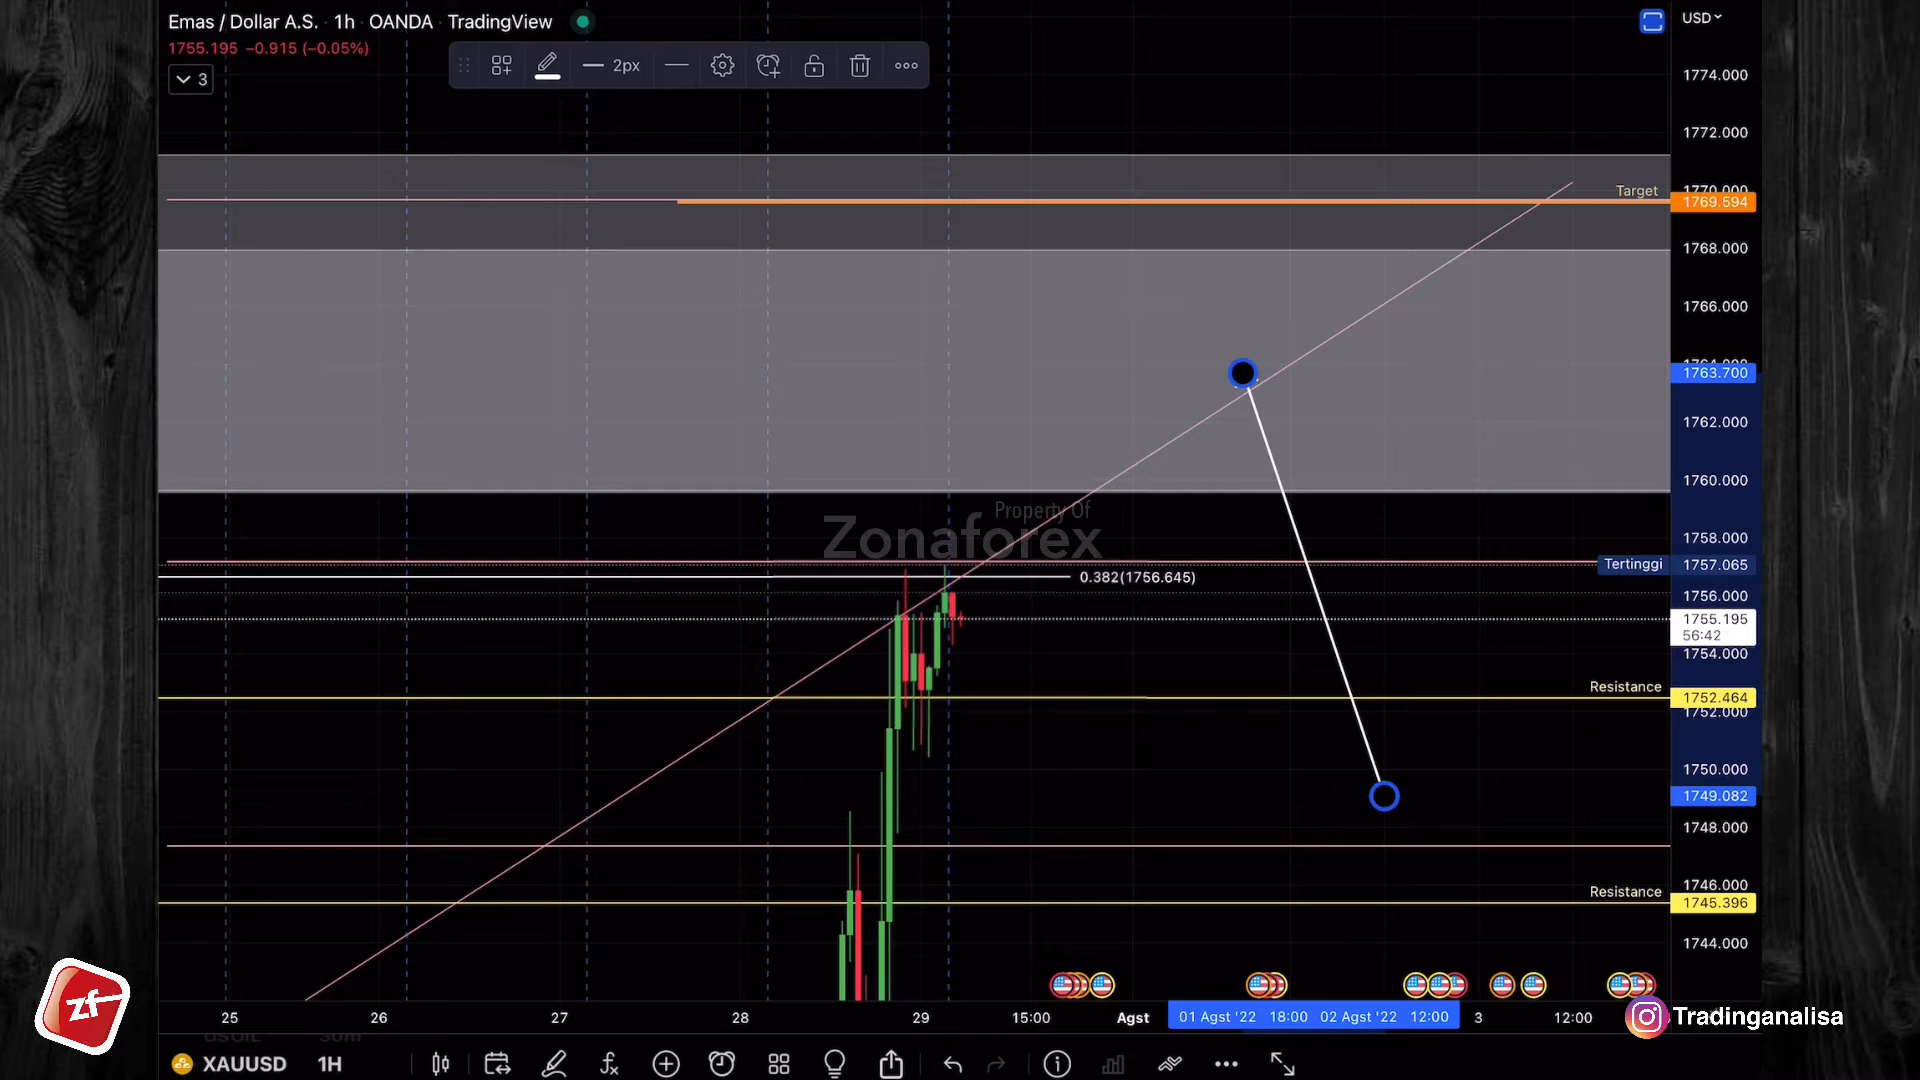 Emas / Dollar A.S. · 1h · OANDA · TradingView
USD
1755.195 −0.915 (−0.05%)
2px
3
1774.000
1772.000
Target
1770.000
1769.594
1768.000
1766.000
1763.700
1762.000
1760.000
Property Of
Zonaforex
1758.000
Tertinggi
1757.065
0.382(1756.645)
1756.000
1755.195
56:42
1754.000
Resistance
1752.464
1752.000
1750.000
1749.082
1748.000
Resistance
1746.000
1745.396
1744.000
zf
25 26 27 28 29 15:00 Agst 01 Agst '22 18:00 02 Agst '22 12:00 3 12:00
Tradinganalisa
XAUUSD 1H